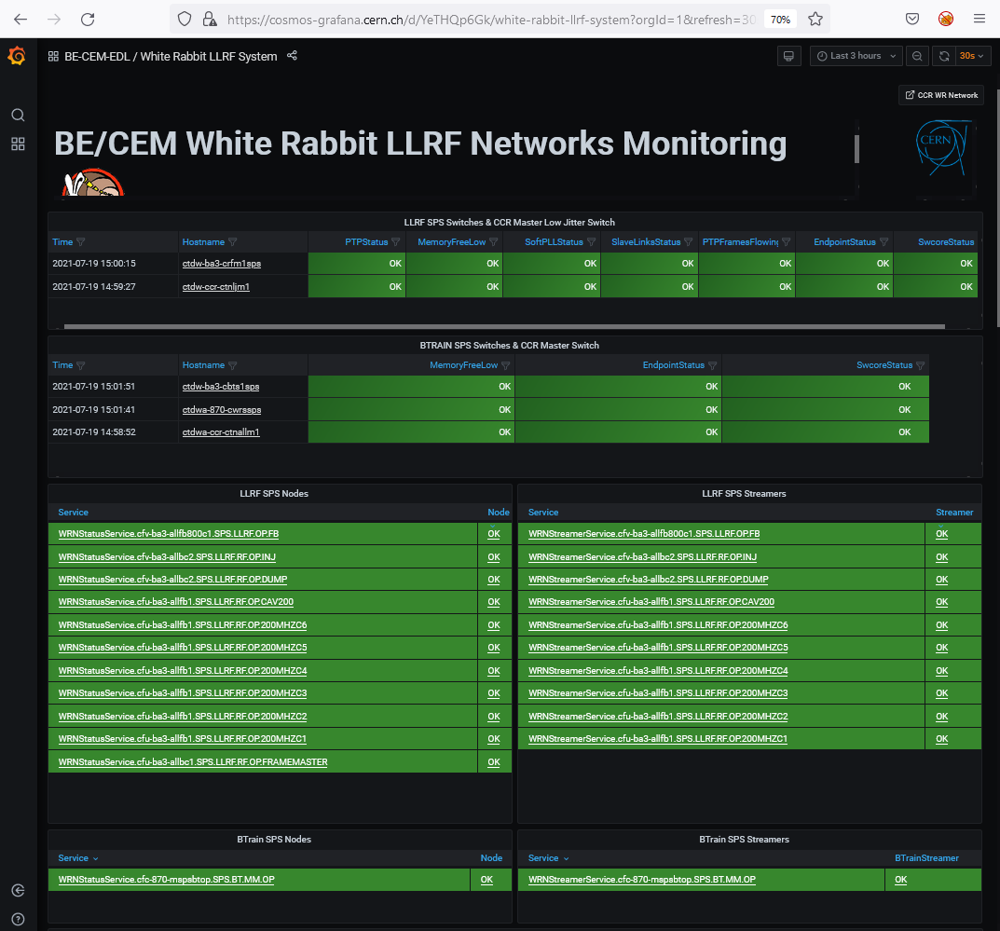 https://cosmos-grafana.cern.ch/d/YeTHQp6Gk/white-rabbit-llrf-system?orgId=1&refresh=30 70%
BE-CEM-EDL / White Rabbit LLRF System Last 3 hours 30s
CCR WR Network
BE/CEM White Rabbit LLRF Networks Monitoring
CERN
LLRF SPS Switches & CCR Master Low Jitter Switch
Time Hostname PTPStatus MemoryFreeLow SoftPLLStatus SlaveLinksStatus PTPFramesFlowing EndpointStatus SwcoreStatus
2021-07-19 15:00:15 ctdw-ba3-crfm1sps OK OK OK OK OK OK OK
2021-07-19 14:59:27 ctdw-ccr-ctnljm1 OK OK OK OK OK OK OK
BTRAIN SPS Switches & CCR Master Switch
Time Hostname MemoryFreeLow EndpointStatus SwcoreStatus
2021-07-19 15:01:51 ctdw-ba3-cbts1sps OK OK OK
2021-07-19 15:01:41 ctdwa-870-cwrssps OK OK OK
2021-07-19 14:58:52 ctdwa-ccr-ctnallm1 OK OK OK
LLRF SPS Nodes
Service Node
WRNStatusService.cfv-ba3-allfb800c1.SPS.LLRF.OP.FB OK
WRNStatusService.cfv-ba3-allbc2.SPS.LLRF.RF.OP.INJ OK
WRNStatusService.cfv-ba3-allbc2.SPS.LLRF.RF.OP.DUMP OK
WRNStatusService.cfu-ba3-allfb1.SPS.LLRF.RF.OP.CAV200 OK
WRNStatusService.cfu-ba3-allfb1.SPS.LLRF.RF.OP.200MHZC6 OK
WRNStatusService.cfu-ba3-allfb1.SPS.LLRF.RF.OP.200MHZC5 OK
WRNStatusService.cfu-ba3-allfb1.SPS.LLRF.RF.OP.200MHZC4 OK
WRNStatusService.cfu-ba3-allfb1.SPS.LLRF.RF.OP.200MHZC3 OK
WRNStatusService.cfu-ba3-allfb1.SPS.LLRF.RF.OP.200MHZC2 OK
WRNStatusService.cfu-ba3-allfb1.SPS.LLRF.RF.OP.200MHZC1 OK
WRNStatusService.cfu-ba3-allbc1.SPS.LLRF.RF.OP.FRAMEMASTER OK
LLRF SPS Streamers
Service Streamer
WRNStreamerService.cfv-ba3-allfb800c1.SPS.LLRF.OP.FB OK
WRNStreamerService.cfv-ba3-allbc2.SPS.LLRF.RF.OP.INJ OK
WRNStreamerService.cfv-ba3-allbc2.SPS.LLRF.RF.OP.DUMP OK
WRNStreamerService.cfu-ba3-allfb1.SPS.LLRF.RF.OP.CAV200 OK
WRNStreamerService.cfu-ba3-allfb1.SPS.LLRF.RF.OP.200MHZC6 OK
WRNStreamerService.cfu-ba3-allfb1.SPS.LLRF.RF.OP.200MHZC5 OK
WRNStreamerService.cfu-ba3-allfb1.SPS.LLRF.RF.OP.200MHZC4 OK
WRNStreamerService.cfu-ba3-allfb1.SPS.LLRF.RF.OP.200MHZC3 OK
WRNStreamerService.cfu-ba3-allfb1.SPS.LLRF.RF.OP.200MHZC2 OK
WRNStreamerService.cfu-ba3-allfb1.SPS.LLRF.RF.OP.200MHZC1 OK
BTrain SPS Nodes
Service Node
WRNStatusService.cfc-870-mspsbtop.SPS.BT.MM.OP OK
BTrain SPS Streamers
Service BTrainStreamer
WRNStreamerService.cfc-870-mspsbtop.SPS.BT.MM.OP OK